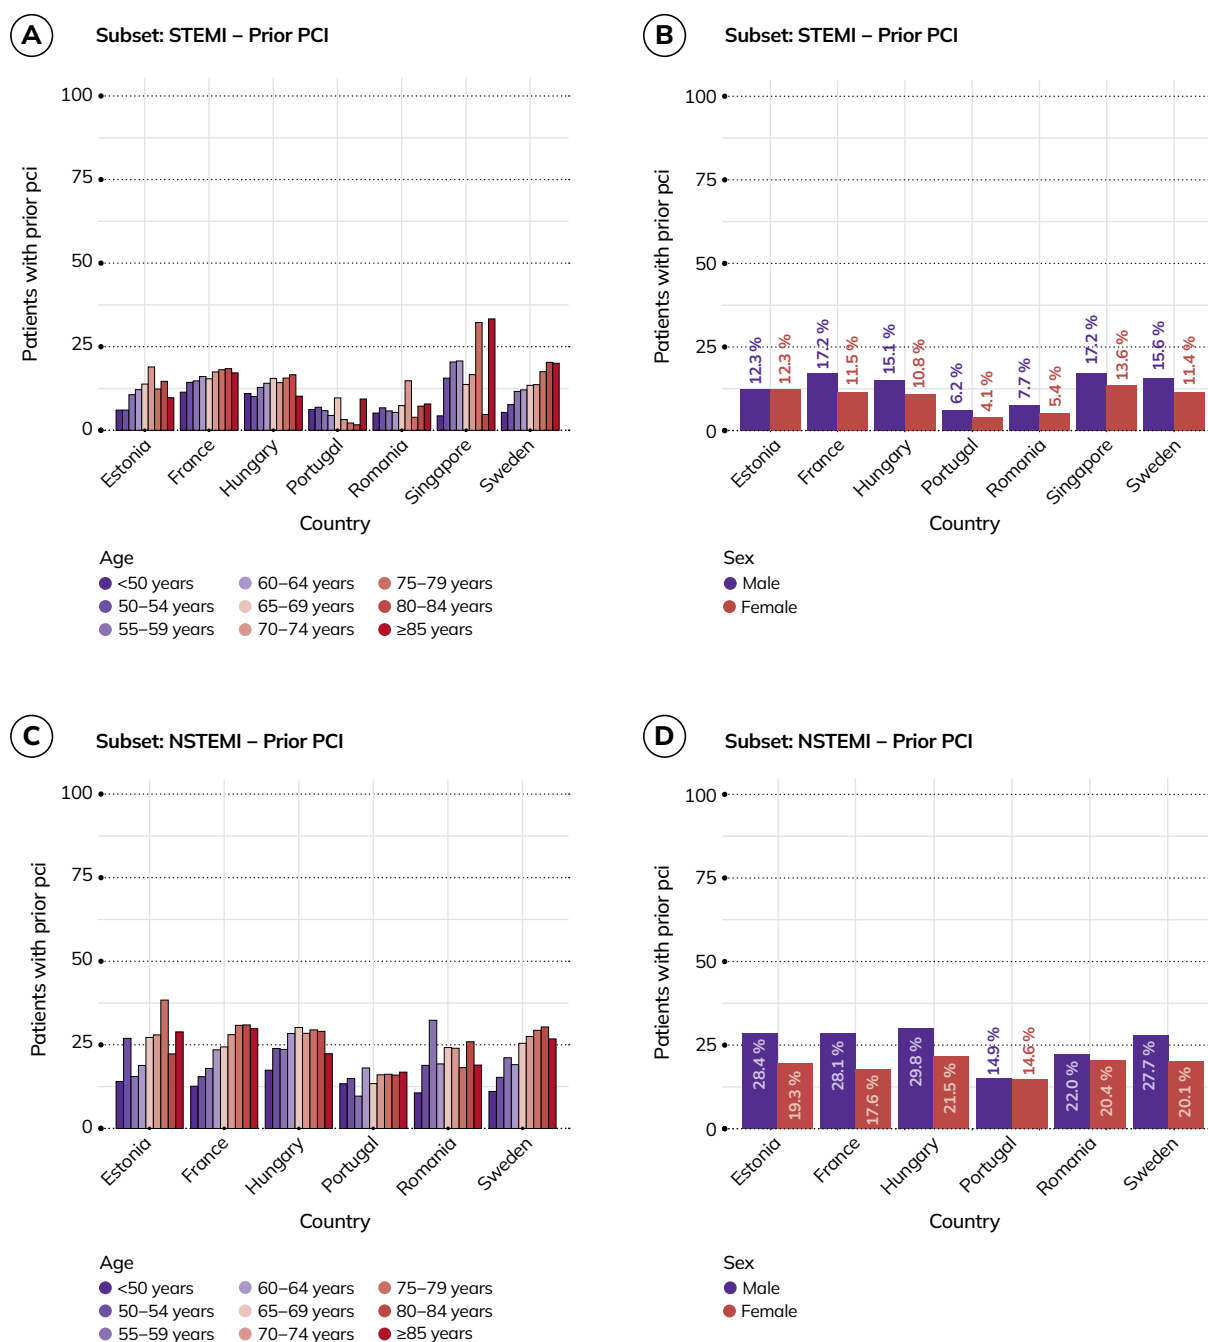 A
Subset: STEMI – Prior PCI
100
75
50
25
0
Patients with prior pci
Estonia
France
Hungary
Portugal
Romania
Singapore
Sweden
Country
Age
<50 years
60–64 years
75–79 years
50–54 years
65–69 years
80–84 years
55–59 years
70–74 years
≥85 years
B
Subset: STEMI – Prior PCI
100
75
50
25
0
Patients with prior pci
12.3 %
12.3 %
17.2 %
11.5 %
15.1 %
10.8 %
6.2 %
4.1 %
7.7 %
5.4 %
17.2 %
13.6 %
15.6 %
11.4 %
Estonia
France
Hungary
Portugal
Romania
Singapore
Sweden
Country
Sex
Male
Female
C
Subset: NSTEMI – Prior PCI
100
75
50
25
0
Patients with prior pci
Estonia
France
Hungary
Portugal
Romania
Sweden
Country
Age
<50 years
60–64 years
75–79 years
50–54 years
65–69 years
80–84 years
55–59 years
70–74 years
≥85 years
D
Subset: NSTEMI – Prior PCI
100
75
50
25
0
Patients with prior pci
28.4 %
19.3 %
28.1 %
17.6 %
29.8 %
21.5 %
14.9 %
14.6 %
22.0 %
20.4 %
27.7 %
20.1 %
Estonia
France
Hungary
Portugal
Romania
Sweden
Country
Sex
Male
Female